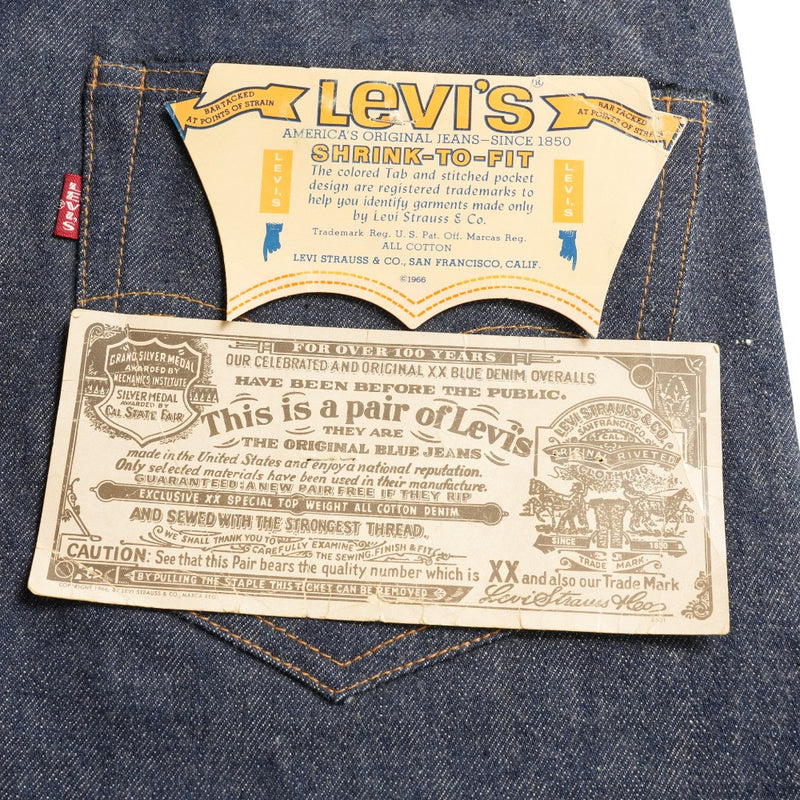 LEVI'S®
BAR TACKED
AT POINTS OF STRAIN
BAR TACKED
AT POINTS OF STRAIN
AMERICA'S ORIGINAL JEANS—SINCE 1850
SHRINK-TO-FIT
The colored Tab and stitched pocket
design are registered trademarks to
help you identify garments made only
by Levi Strauss & Co.
LEVI'S
LEVI'S
Trademark Reg. U. S. Pat. Off. Marcas Reg.
ALL COTTON
LEVI STRAUSS & CO., SAN FRANCISCO, CALIF.
©1966
LEVI'S
GRAND SILVER MEDAL
AWARDED BY
MECHANICS INSTITUTE
SILVER MEDAL
AWARDED BY
CAL. STATE FAIR
FOR OVER 100 YEARS
OUR CELEBRATED AND ORIGINAL XX BLUE DENIM OVERALLS
HAVE BEEN BEFORE THE PUBLIC.
This is a pair of Levi's
THEY ARE
THE ORIGINAL BLUE JEANS
made in the United States and enjoy a national reputation.
Only selected materials have been used in their manufacture.
GUARANTEED: A NEW PAIR FREE IF THEY RIP
EXCLUSIVE XX SPECIAL TOP WEIGHT ALL COTTON DENIM
AND SEWED WITH THE STRONGEST THREAD.
WE SHALL THANK YOU TO
CAREFULLY EXAMINE
THE SEWING, FINISH & FIT
CAUTION: See that this Pair bears the quality number which is XX and also our Trade Mark
BY PULLING THE STAPLE THIS TICKET CAN BE REMOVED
Levi Strauss & Co.
COPYRIGHT 1966, BY LEVI STRAUSS & CO. MARCA REG.
LEVI STRAUSS & CO.
SAN FRANCISCO
CAL.
ORIGINAL RIVETED
CLOTHING
SINCE 1850
TRADE MARK